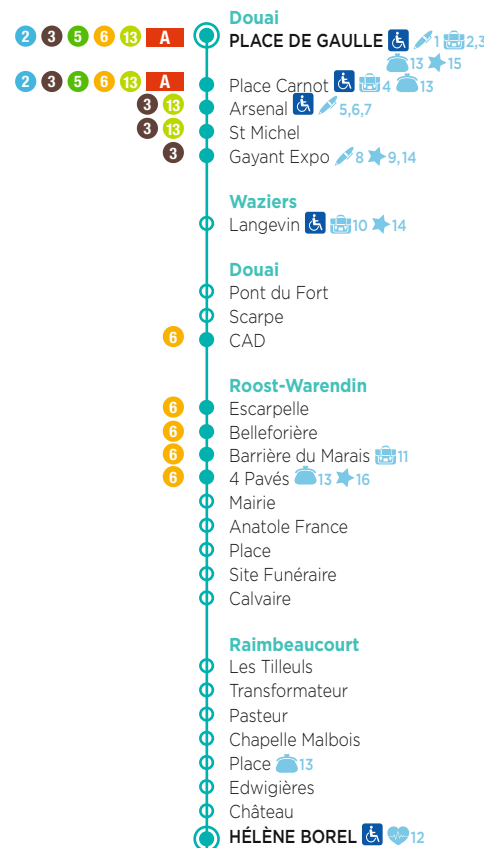 Douai
2 3 5 6 13 A PLACE DE GAULLE 1 2,3
13 15
2 3 5 6 13 A Place Carnot 4 13
3 13 Arsenal 5,6,7
3 13 St Michel
3 Gayant Expo 8 9,14
Waziers
Langevin 10 14
Douai
Pont du Fort
Scarpe
6 CAD
Roost-Warendin
6 Escarpelle
6 Belleforière
6 Barrière du Marais 11
6 4 Pavés 13 16
Mairie
Anatole France
Place
Site Funéraire
Calvaire
Raimbeaucourt
Les Tilleuls
Transformateur
Pasteur
Chapelle Malbois
Place 13
Edwigières
Château
HÉLÈNE BOREL 12